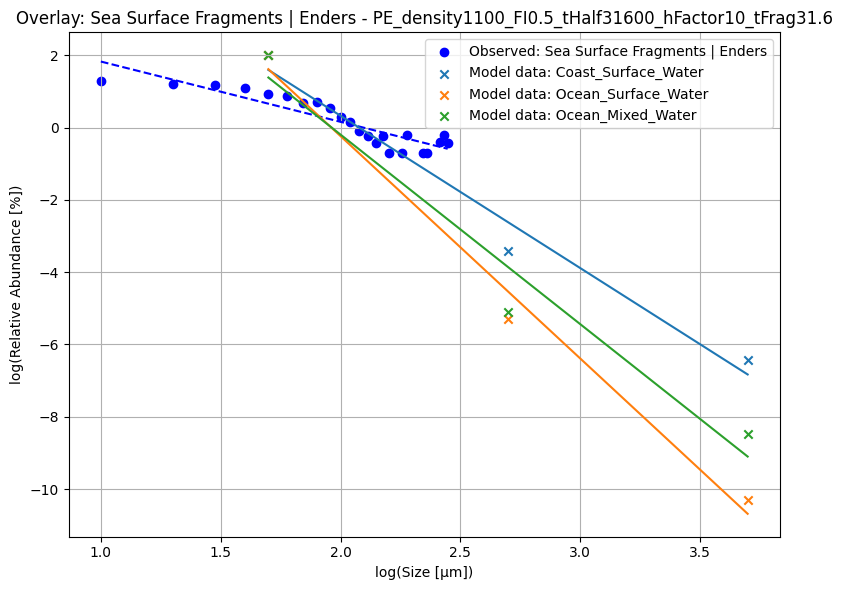 Overlay: Sea Surface Fragments | Enders - PE_density1100_FI0.5_tHalf31600_hFactor10_tFrag31.6
Observed: Sea Surface Fragments | Enders
Model data: Coast_Surface_Water
Model data: Ocean_Surface_Water
Model data: Ocean_Mixed_Water
log(Relative Abundance [%])
2
0
−2
−4
−6
−8
−10
1.0 1.5 2.0 2.5 3.0 3.5
log(Size [µm])